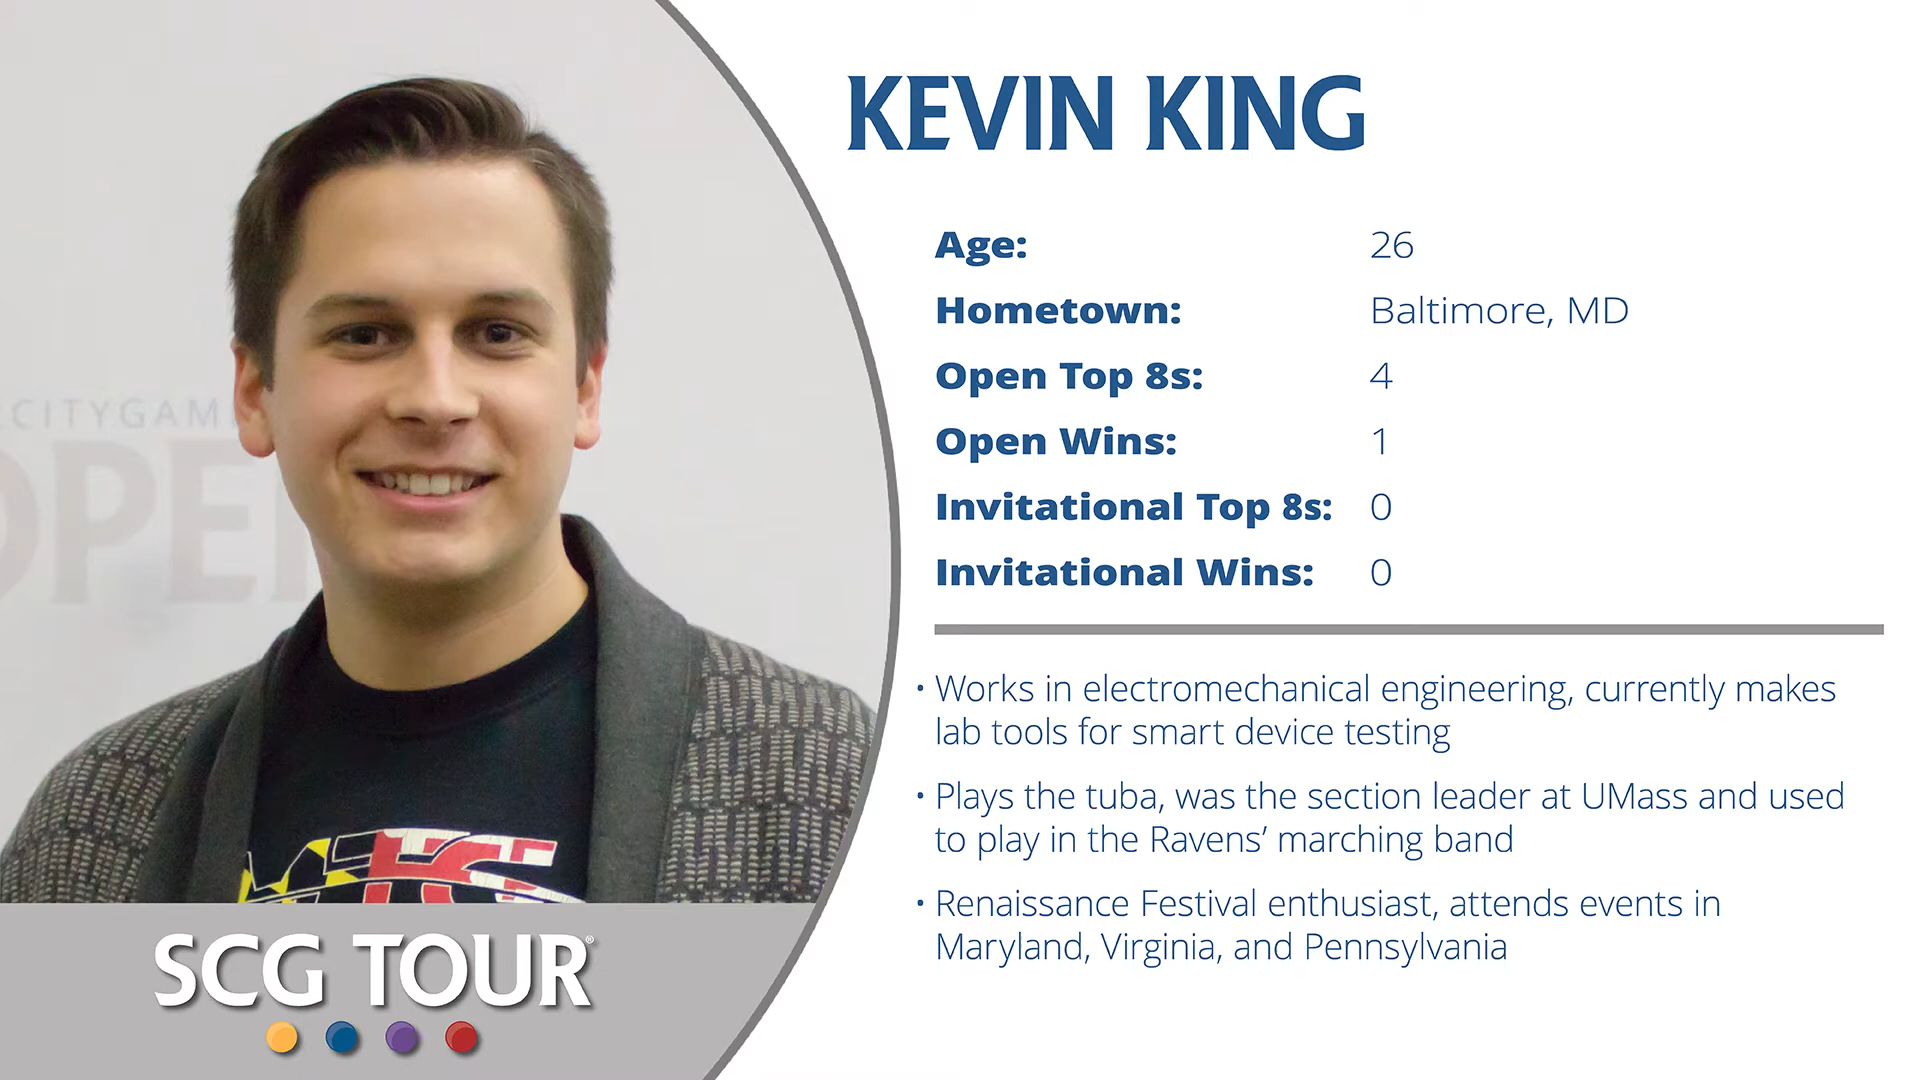 KEVIN KING
Age: 26
Hometown: Baltimore, MD
Open Top 8s: 4
Open Wins: 1
Invitational Top 8s: 0
Invitational Wins: 0
• Works in electromechanical engineering, currently makes
lab tools for smart device testing
• Plays the tuba, was the section leader at UMass and used
to play in the Ravens’ marching band
• Renaissance Festival enthusiast, attends events in
Maryland, Virginia, and Pennsylvania
CITYGAM
OPE
SCG TOUR®